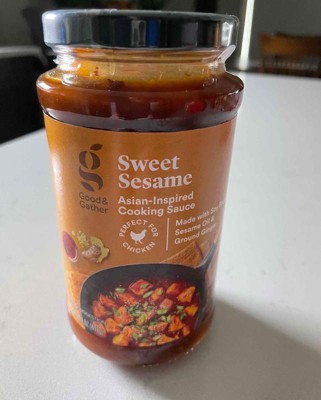 g
Good &
Gather
Sweet
Sesame
Asian-Inspired
Cooking Sauce
PERFECT FOR
CHICKEN
Made with
Sesame Oil &
Ground Ginger